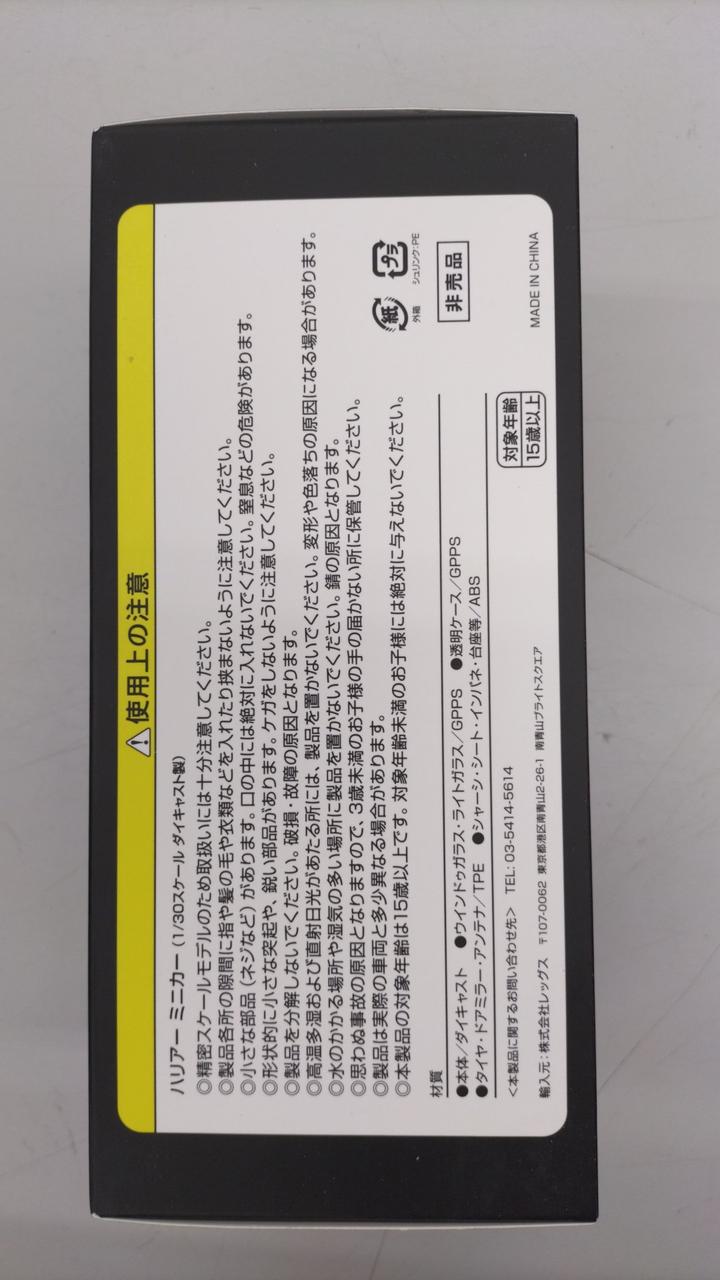 ⚠使用上の注意
ハリアー ミニカー (1/30スケール ダイキャスト製)
◎精密スケールモデルのため取扱いには十分注意してください。
◎製品各所の隙間に指や髪の毛や衣類などを入れたり挟まないように注意してください。
◎小さな部品(ネジなど)があります。口の中には絶対に入れないでください。窒息などの危険があります。
◎形状的に小さな突起や、鋭い部品があります。ケガをしないように注意してください。
◎製品を分解しないでください。破損・故障の原因となります。
◎高温多湿および直射日光があたる所には、製品を置かないでください。変形や色落ちの原因になる場合があります。
◎水のかかる場所や湿気の多い場所に製品を置かないでください。錆の原因となります。
◎思わぬ事故の原因となりますので、3歳未満のお子様の手の届かない所に保管してください。
◎製品は実際の車両と多少異なる場合があります。
◎本製品の対象年齢は15歳以上です。対象年齢未満のお子様には絶対に与えないでください。
材質
●本体/ダイキャスト ●ウインドゥガラス・ライトガラス/GPPS ●透明ケース/GPPS
●タイヤ・ドアミラー・アンテナ/TPE ●シャーシ・シート・インパネ・台座等/ABS
<本製品に関するお問い合わせ先> TEL: 03-5414-5614
輸入元:株式会社レックス 〒107-0062 東京都港区南青山2-26-1 南青山ブライトスクエア
対象年齢
15歳以上
紙
外箱
プラ
シュリンク:PE
非売品
MADE IN CHINA